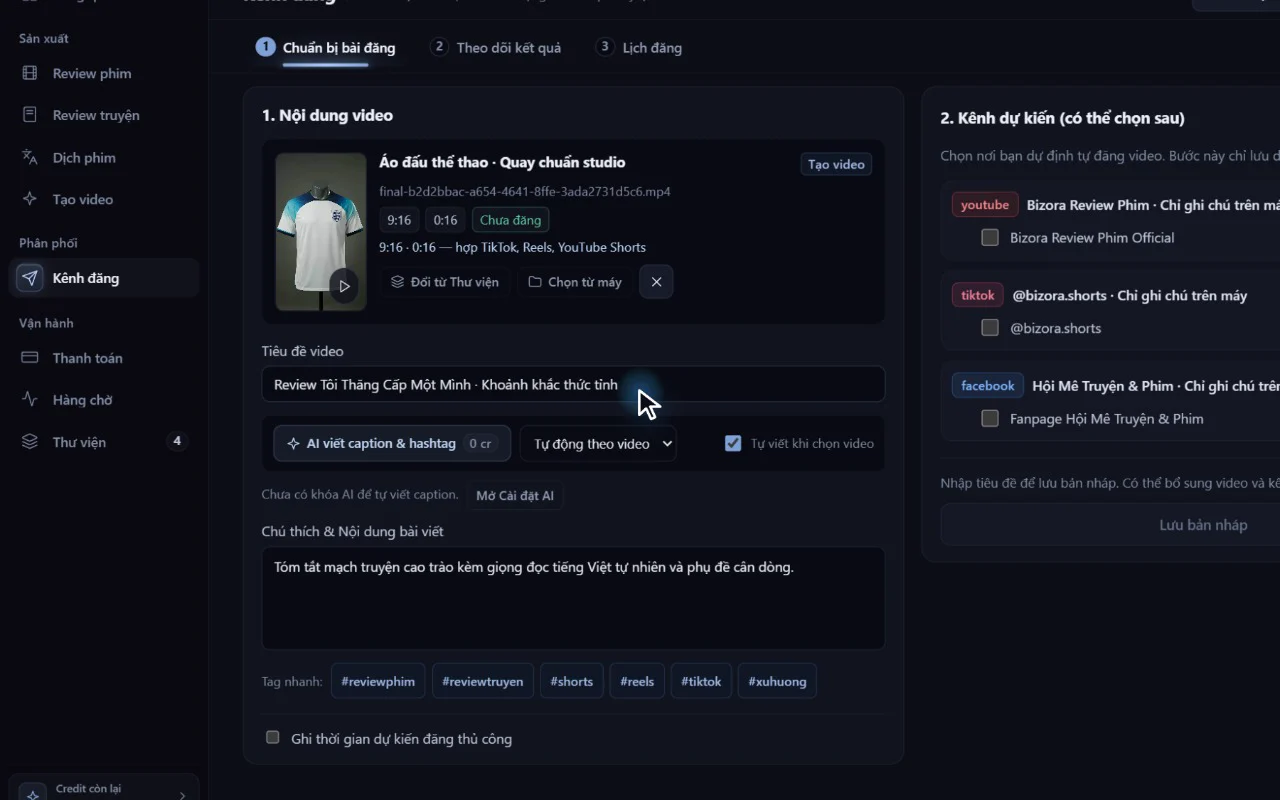 Sản xuất
Review phim
Review truyện
Dịch phim
Tạo video
Phân phối
Kênh đăng
Vận hành
Thanh toán
Hàng chờ
Thư viện 4
Credit còn lại
1 Chuẩn bị bài đăng
2 Theo dõi kết quả
3 Lịch đăng
1. Nội dung video
Áo đấu thể thao · Quay chuẩn studio
Tạo video
final-b2d2bbac-a654-4641-8ffe-3ada2731d5c6.mp4
9:16 0:16 Chưa đăng
9:16 · 0:16 — hợp TikTok, Reels, YouTube Shorts
Đổi từ Thư viện
Chọn từ máy
Tiêu đề video
Review Tôi Thăng Cấp Một Mình · Khoảnh khắc thức tỉnh
AI viết caption & hashtag 0 cr
Tự động theo video
Tự viết khi chọn video
Chưa có khóa AI để tự viết caption.
Mở Cài đặt AI
Chú thích & Nội dung bài viết
Tóm tắt mạch truyện cao trào kèm giọng đọc tiếng Việt tự nhiên và phụ đề cân dòng.
Tag nhanh: #reviewphim #reviewtruyen #shorts #reels #tiktok #xuhuong
Ghi thời gian dự kiến đăng thủ công
2. Kênh dự kiến (có thể chọn sau)
Chọn nơi bạn dự định tự đăng video. Bước này chỉ lưu
youtube Bizora Review Phim · Chỉ ghi chú trên
Bizora Review Phim Official
tiktok @bizora.shorts · Chỉ ghi chú trên máy
@bizora.shorts
facebook Hội Mê Truyện & Phim · Chỉ ghi chú
Fanpage Hội Mê Truyện & Phim
Nhập tiêu đề để lưu bản nháp. Có thể bổ sung video và
Lưu bản nháp